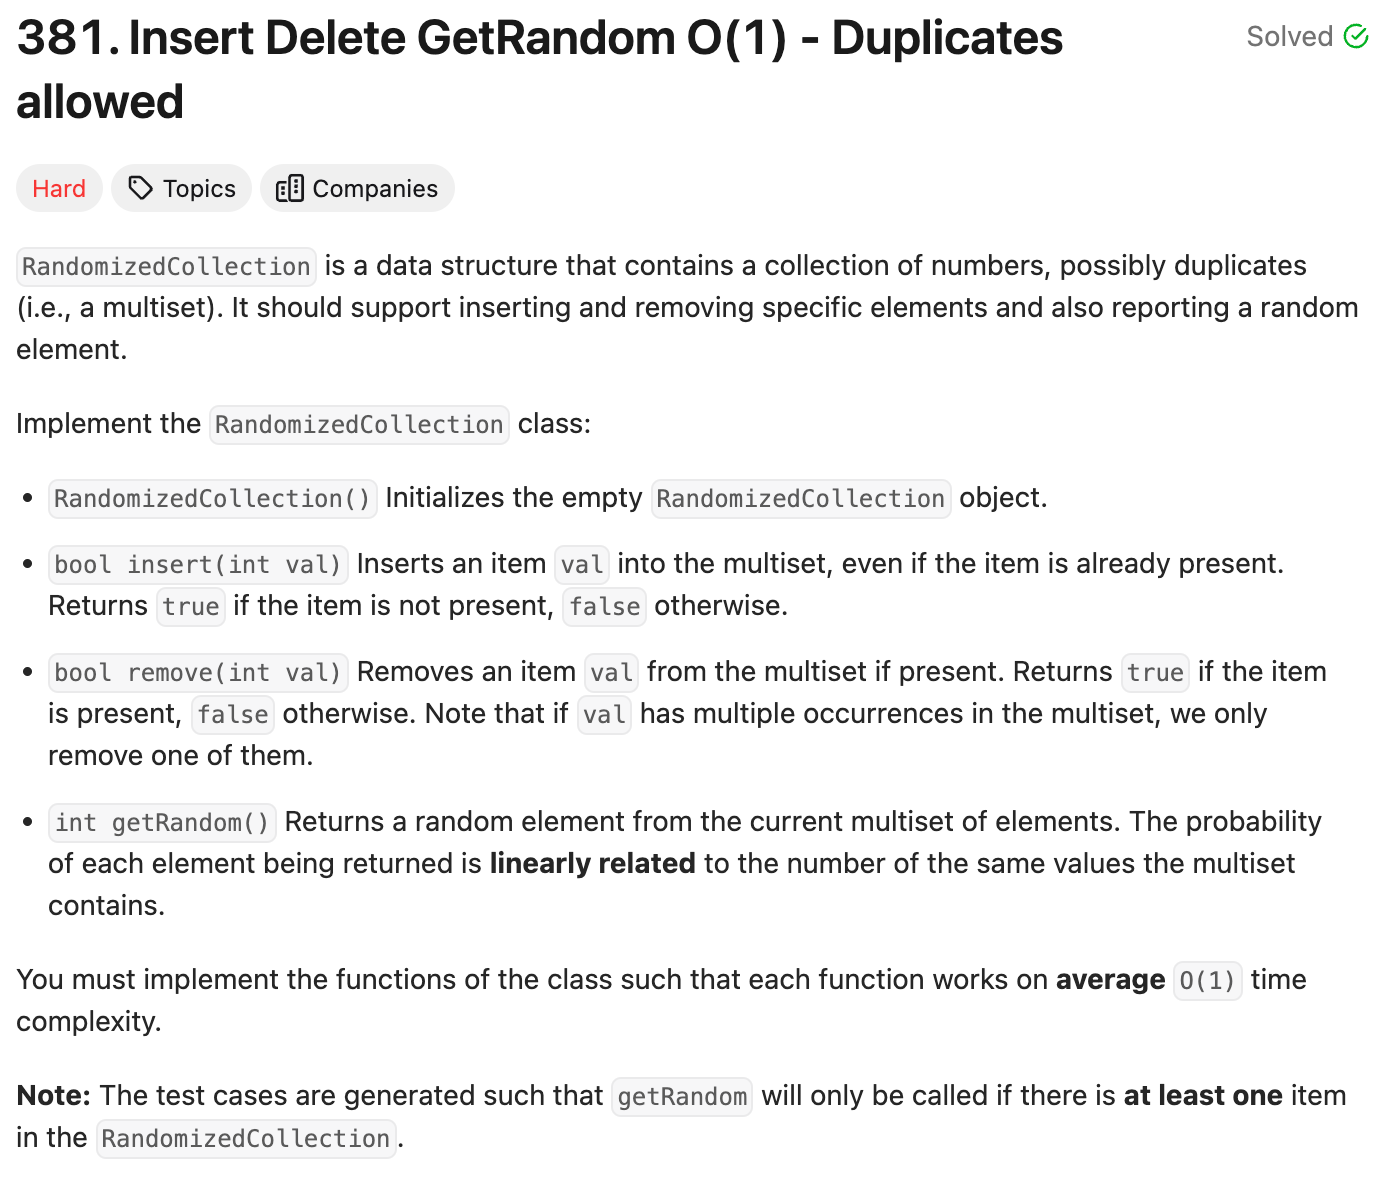 381. Insert Delete GetRandom O(1) - Duplicates
allowed
Solved
Hard
Topics
Companies
RandomizedCollection is a data structure that contains a collection of numbers, possibly duplicates
(i.e., a multiset). It should support inserting and removing specific elements and also reporting a random
element.
Implement the RandomizedCollection class:
• RandomizedCollection() Initializes the empty RandomizedCollection object.
• bool insert(int val) Inserts an item val into the multiset, even if the item is already present.
Returns true if the item is not present, false otherwise.
• bool remove(int val) Removes an item val from the multiset if present. Returns true if the item
is present, false otherwise. Note that if val has multiple occurrences in the multiset, we only
remove one of them.
• int getRandom() Returns a random element from the current multiset of elements. The probability
of each element being returned is linearly related to the number of the same values the multiset
contains.
You must implement the functions of the class such that each function works on average O(1) time
complexity.
Note: The test cases are generated such that getRandom will only be called if there is at least one item
in the RandomizedCollection.